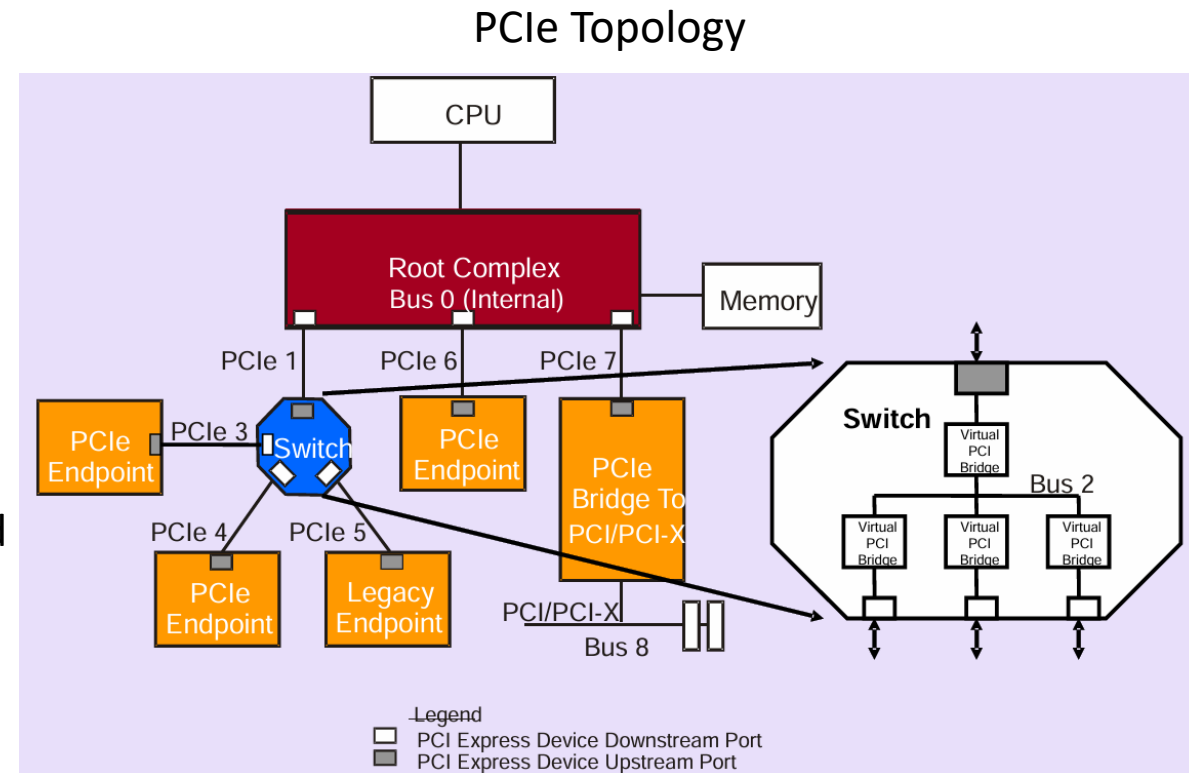 PCIe Topology
CPU
Root Complex
Bus 0 (Internal)
Memory
PCIe 1
PCIe 6
PCIe 7
PCIe
Endpoint
PCIe 3
Switch
PCIe
Endpoint
PCIe
Bridge To
PCI/PCI-X
PCIe 4
PCIe 5
PCIe
Endpoint
Legacy
Endpoint
PCI/PCI-X
Bus 8
Switch
Virtual
PCI
Bridge
Bus 2
Virtual
PCI
Bridge
Virtual
PCI
Bridge
Virtual
PCI
Bridge
Legend
PCI Express Device Downstream Port
PCI Express Device Upstream Port